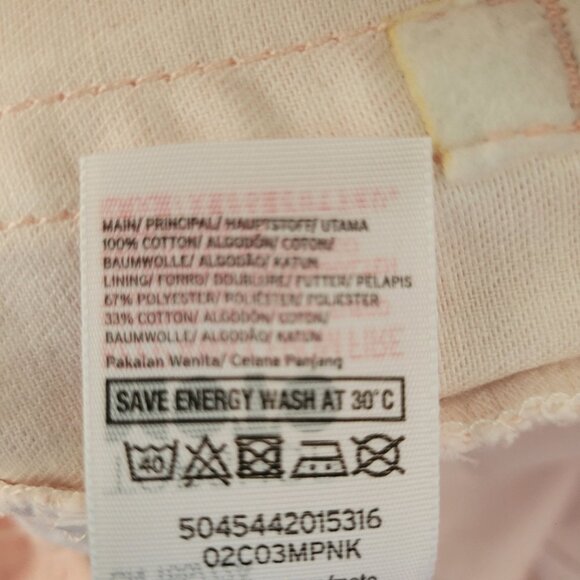 MAIN/ PRINCIPAL/ HAUPTSTOFF/ UTAMA
100% COTTON/ ALGODÓN/ COTON/
BAUMWOLLE/ ALGODÃO/ KATUN
LINING/ FORRO/ DOUBLURE/ FUTTER/ PELAPIS
67% POLYESTER/ POLIÉSTER/ POLIESTER
33% COTTON/ ALGODÓN/ COTON/
BAUMWOLLE/ ALGODÃO/ KATUN
Pakaian Wanita/ Celana Panjang
SAVE ENERGY WASH AT 30°C
40
5045442015316
02C03MPNK